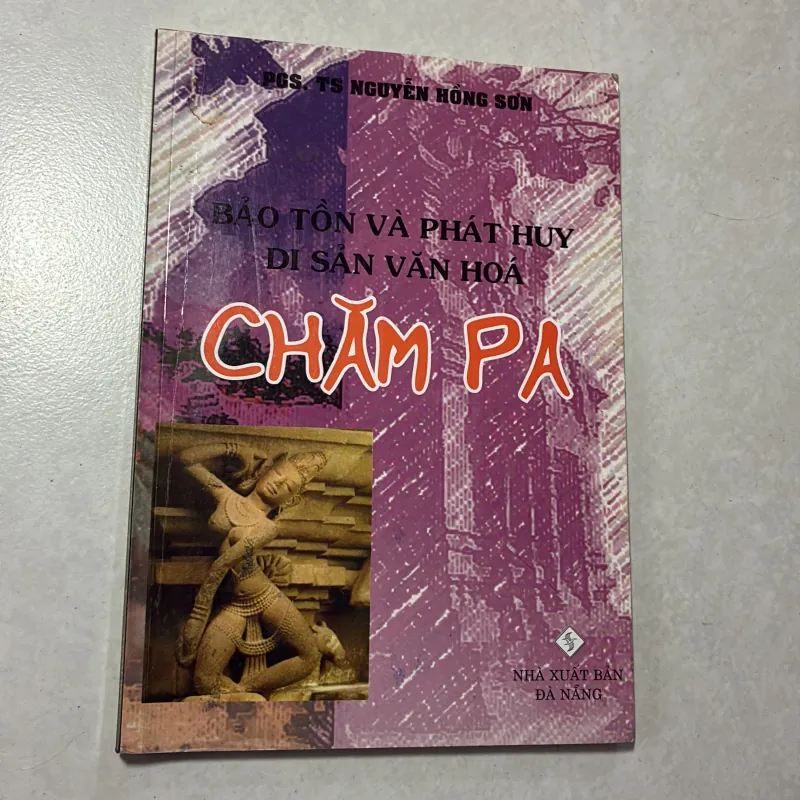 PGS. TS NGUYỄN HỒNG SƠN
BẢO TỒN VÀ PHÁT HUY
DI SẢN VĂN HOÁ
CHĂM PA
NHÀ XUẤT BẢN
ĐÀ NẴNG